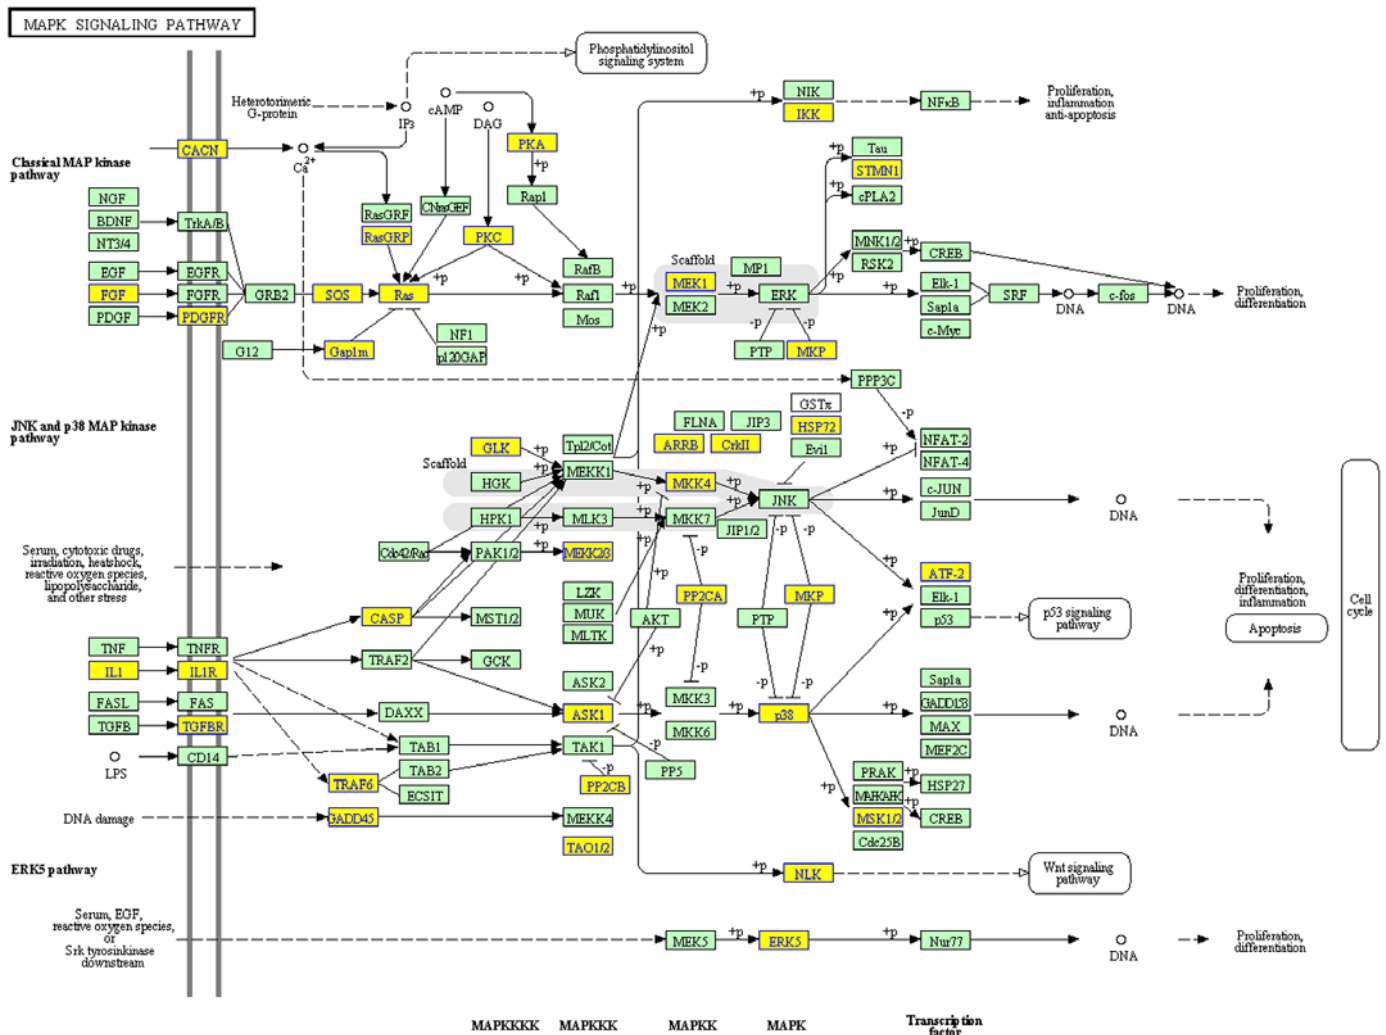 MAPK SIGNALING PATHWAY
Phosphatidylinositol
signaling system
Heterotorimeric
G-protein
IP3
cAMP
DAG
PKA
+p
NIK
IKK
+p
NFκB
Proliferation,
inflammation
anti-apoptosis
CACN
Ca2+
Classical MAP kinase
pathway
Rap1
RasGRF
CNrasGEF
RasGRP
PKC
Tau
STMN1
+p
cPLA2
+p
NGF
BDNF
NT3/4
TrkA/B
EGF
EGFR
FGF
FGFR
PDGF
PDGFR
GRB2
SOS
Ras
+p
+p
RafB
Raf1
Mos
+p
+p
Scaffold
MEK1
MEK2
+p
MP1
ERK
+p
+p
MNK1/2
RSK2
+p
CREB
Elk-1
Sap1a
c-Myc
SRF
DNA
c-fos
DNA
Proliferation,
differentiation
G12
Gap1m
NF1
p120GAP
-p
-p
PTP
MKP
PPP3C
-p
JNK and p38 MAP kinase
pathway
GLK
+p
+p
Tpl2/Cot
MEKK1
Scaffold
HGK
FLNA
JIP3
ARRB
CrkII
GSTπ
HSP72
Evi1
NFAT-2
NFAT-4
+p
+p
MKK4
+p
JNK
+p
+p
c-JUN
JunD
DNA
HPK1
+p
MLK3
+p
MKK7
+p
JIP1/2
Cdc42/Rac
PAK1/2
+p
+p
MEKK2/3
-p
-p
-p
+p
Serum, cytotoxic drugs,
irradiation, heatshock,
reactive oxygen species,
lipopolysaccharide,
and other stress
LZK
MUK
MLTK
PP2CA
MKP
AKT
PTP
ATF-2
Elk-1
p53
p53 signaling
pathway
Proliferation,
differentiation,
inflammation
Apoptosis
Cell
cycle
CASP
MST1/2
TNF
TNFR
TRAF2
GCK
IL1
IL1R
+p
-p
+p
ASK2
MKK3
-p
-p
FASL
FAS
DAXX
ASK1
+p
MKK6
+p
p38
+p
Sap1a
GADD153
MAX
MEF2C
DNA
TGFB
TGFBR
LPS
CD14
TAB1
TAK1
-p
PP5
TAB2
TRAF6
ECSIT
-p
PP2CB
+p
PRAK
+p
MAPKAPK
+p
MSK1/2
Cdc25B
HSP27
CREB
DNA damage
GADD45
MEKK4
TAO1/2
ERK5 pathway
+p
NLK
Wnt signaling
pathway
Serum, EGF,
reactive oxygen species,
or
Srk tyrosinkinase
downstream
MEK5
+p
ERK5
+p
Nur77
DNA
Proliferation,
differentiation
MAPKKKK
MAPKKK
MAPKK
MAPK
Transcription
factor